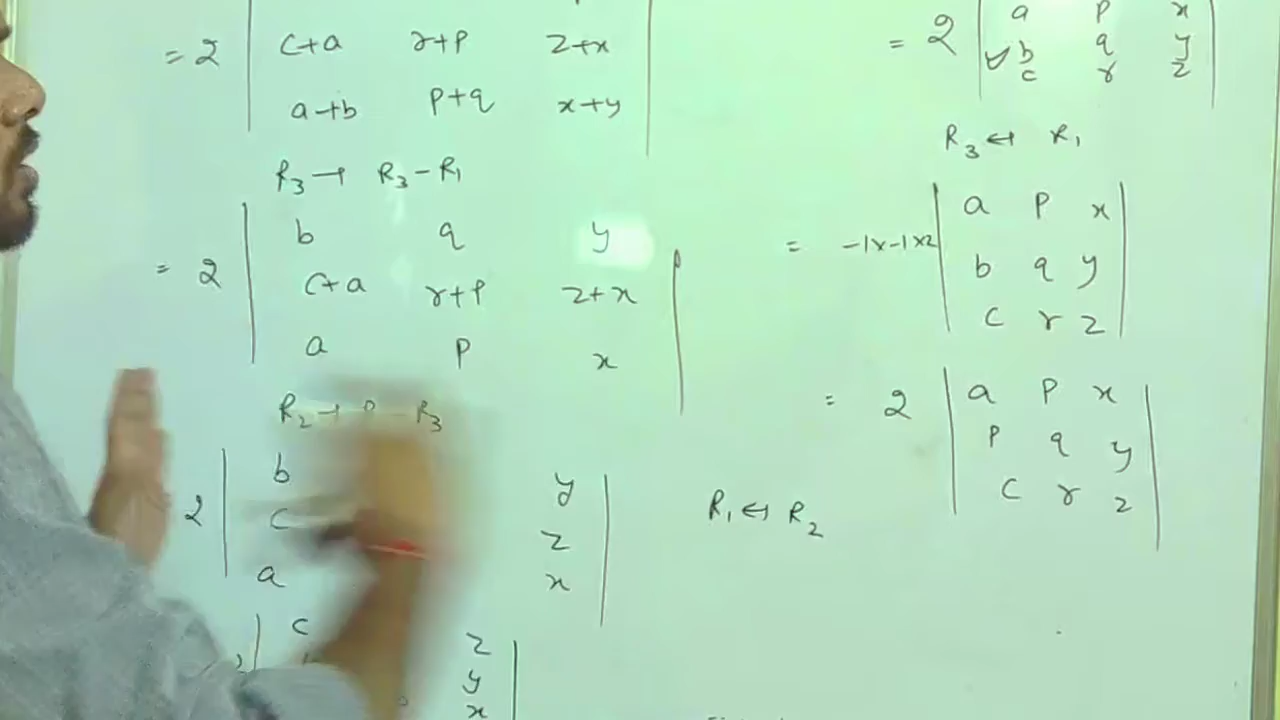 = 2 | c+a r+p z+x |
a+b p+q x+y
R₃→ R₃-R₁
= 2 | b q y |
c+a r+p z+x
a p x
R₂→ - R₃
2 | b y |
c z
a x
| c z |
y
x
= 2 | a p x |
b q y
c r z
R₃↔ R₁
= -1x-1x2 | a p x |
b q y
c r z
= 2 | a p x |
p q y
c r z
R₁↔ R₂